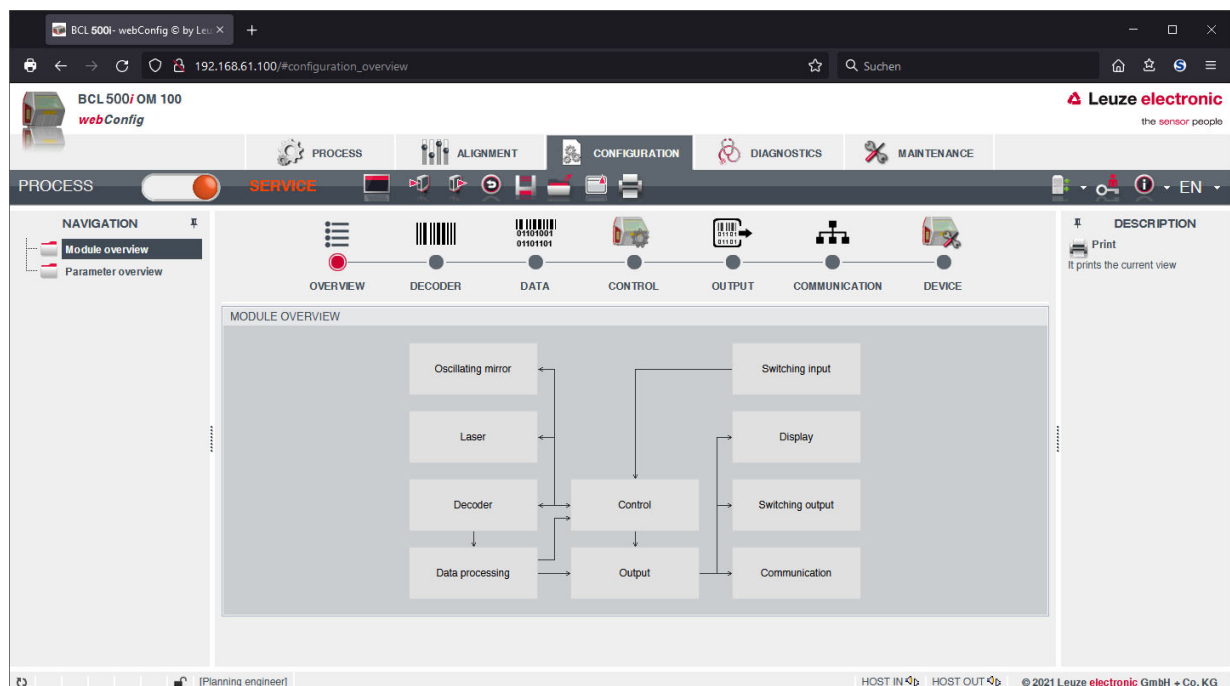 BCL 500i- webConfig © by Leu
192.168.61.100/#configuration_overview
Suchen
BCL 500i OM 100
webConfig
Leuze electronic
the sensor people
PROCESS
ALIGNMENT
CONFIGURATION
DIAGNOSTICS
MAINTENANCE
PROCESS
SERVICE
EN
NAVIGATION
Module overview
Parameter overview
01101001
01101101
OVERVIEW
DECODER
DATA
CONTROL
OUTPUT
COMMUNICATION
DEVICE
MODULE OVERVIEW
Oscillating mirror
Switching input
Laser
Display
Decoder
Control
Switching output
Data processing
Output
Communication
DESCRIPTION
Print
It prints the current view
[Planning engineer]
HOST IN
HOST OUT
© 2021 Leuze electronic GmbH + Co. KG